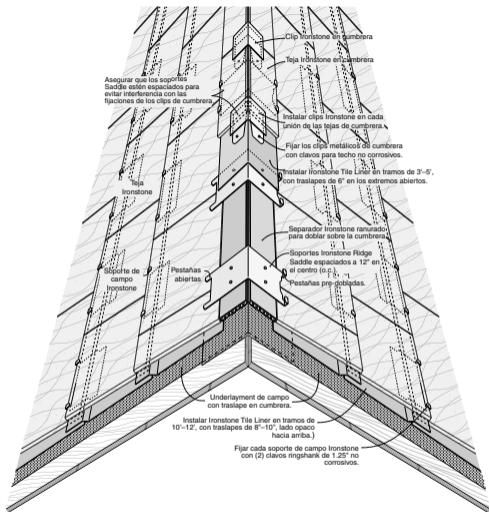 Clip Ironstone en cumbrera
Teja Ironstone en cumbrera
Asegurar que los soportes
Saddle estén espaciados para
evitar interferencia con las
fijaciones de los clips de cumbrera.
Instalar clips Ironstone en cada
unión de las tejas de cumbrera.
Fijar los clips metálicos de cumbrera
con clavos para techo no corrosivos.
Instalar Ironstone Tile Liner en tramos de 3'–5',
con traslapes de 6" en los extremos abiertos.
Teja
Ironstone
Separador Ironstone ranurado
para doblar sobre la cumbrera.
Soportes Ironstone Ridge
Saddle espaciados a 12" en
el centro (o.c.)
Soporte de
campo
Ironstone
Pestañas
abiertas.
Pestañas pre-dobladas.
Underlayment de campo
con traslape en cumbrera.
Instalar Ironstone Tile Liner en tramos de
10'–12', con traslapes de 8"–10", lado opaco
hacia arriba.)
Fijar cada soporte de campo Ironstone
con (2) clavos ringshank de 1.25" no
corrosivos.